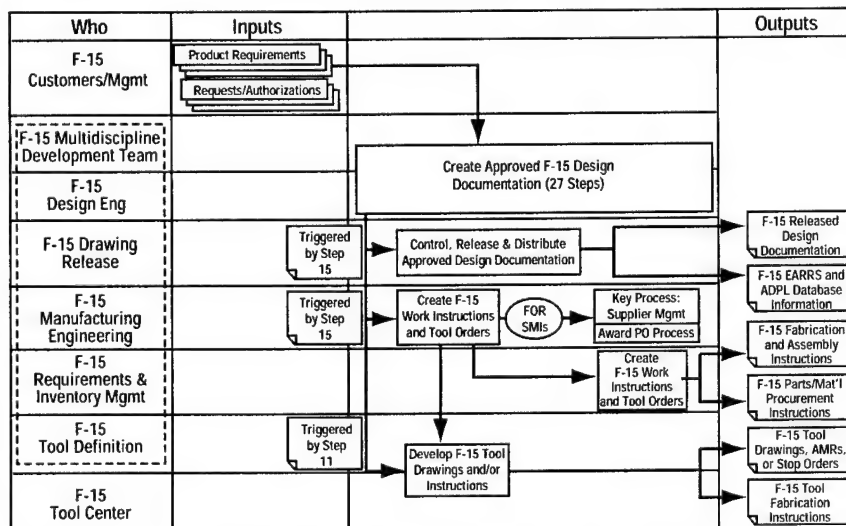 Who
Inputs
Outputs
F-15
Customers/Mgmt
Product Requirements
Requests/Authorizations
F-15 Multidiscipline
Development Team
Create Approved F-15 Design
Documentation (27 Steps)
F-15
Design Eng
F-15 Drawing
Release
Triggered
by Step
15
Control, Release & Distribute
Approved Design Documentation
F-15 Released
Design
Documentation
F-15 EARRS and
ADPL Database
Information
F-15
Manufacturing
Engineering
Triggered
by Step
15
Create F-15
Work Instructions
and Tool Orders
FOR
SMIs
Key Process:
Supplier Mgmt
Award PO Process
F-15 Fabrication
and Assembly
Instructions
F-15
Requirements &
Inventory Mgmt
Create
F-15 Work
Instructions
and Tool Orders
F-15 Parts/Mat'l
Procurement
Instructions
F-15
Tool Definition
Triggered
by Step
11
Develop F-15 Tool
Drawings and/or
Instructions
F-15 Tool
Drawings, AMRs,
or Stop Orders
F-15
Tool Center
F-15 Tool
Fabrication
Instructions